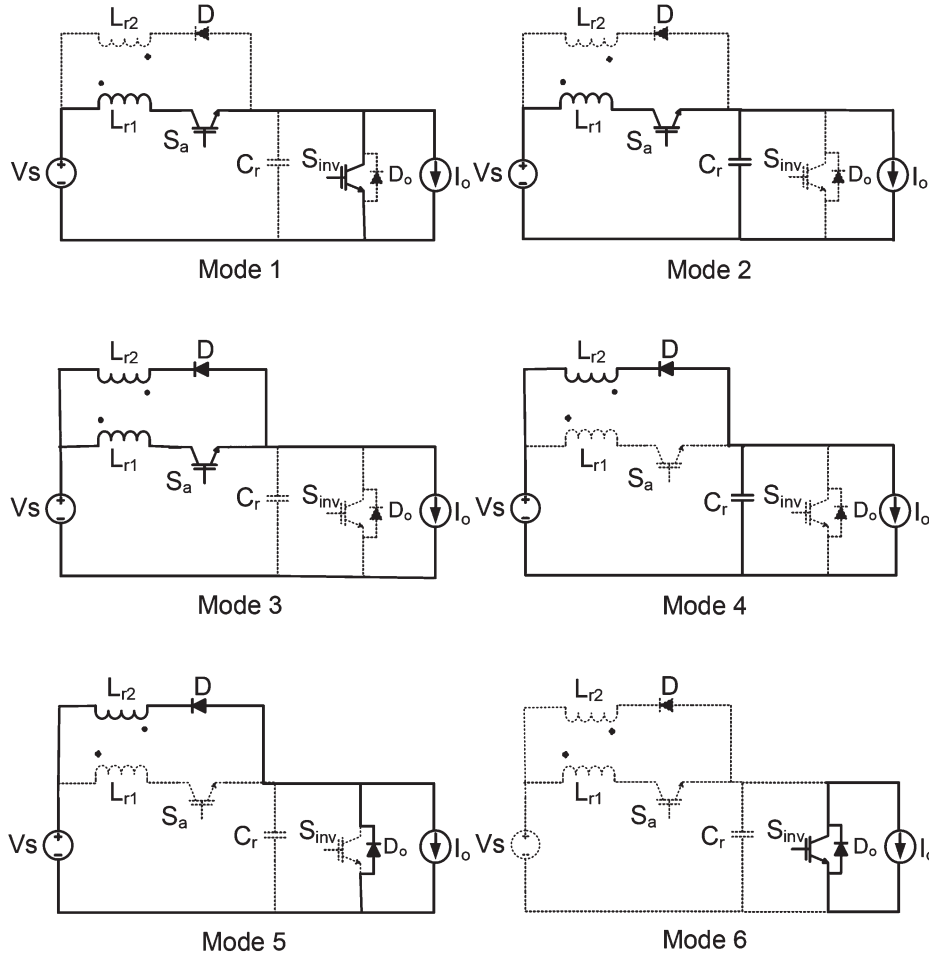 Lr2 D
Lr1
Sa
Vs
Cr
Sinv
Do
Io
Mode 1
Lr2 D
Lr1
Sa
Vs
Cr
Sinv
Do
Io
Mode 2
Lr2 D
Lr1
Sa
Vs
Cr
Sinv
Do
Io
Mode 3
Lr2 D
Lr1
Sa
Vs
Cr
Sinv
Do
Io
Mode 4
Lr2 D
Lr1
Sa
Vs
Cr
Sinv
Do
Io
Mode 5
Lr2 D
Lr1
Sa
Vs
Cr
Sinv
Do
Io
Mode 6